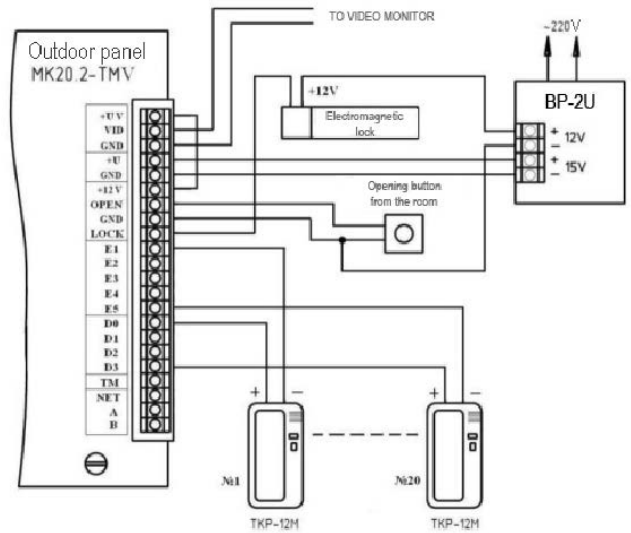 TO VIDEO MONITOR
~220V
Outdoor panel
MK20.2-TMV
+12V
BP-2U
Electromagnetic
lock
+ 12V
−
+ 15V
−
+U V
VID
GND
+U
GND
+12 V
OPEN
GND
LOCK
E1
E2
E3
E4
E5
D0
D1
D2
D3
TM
NET
A
B
Opening button
from the room
+ −
+ −
№1
№20
TKP-12M
TKP-12M